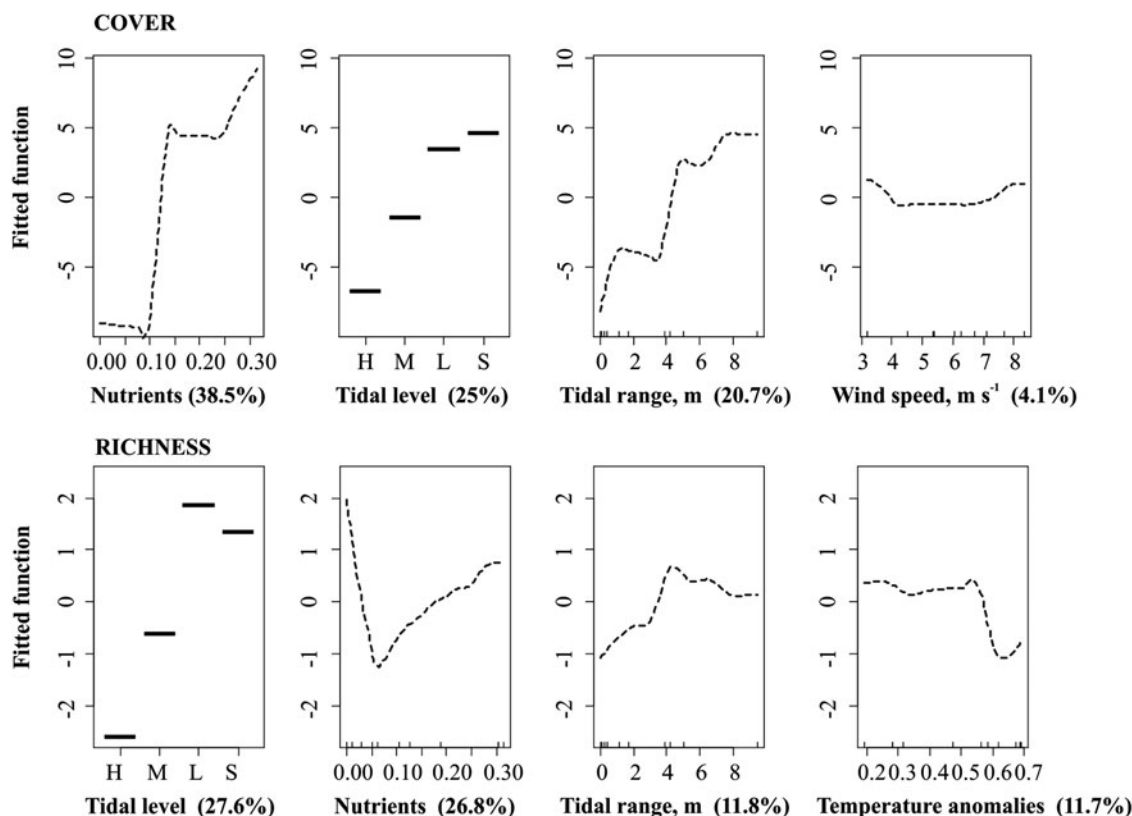 COVER
Fitted function
10
5
0
-5
0.00 0.10 0.20 0.30
Nutrients (38.5%)
10
5
0
-5
H M L S
Tidal level (25%)
10
5
0
-5
0 2 4 6 8
Tidal range, m (20.7%)
10
5
0
-5
3 4 5 6 7 8
Wind speed, m s⁻¹ (4.1%)
RICHNESS
Fitted function
2
1
0
-1
-2
H M L S
Tidal level (27.6%)
2
1
0
-1
-2
0.00 0.10 0.20 0.30
Nutrients (26.8%)
2
1
0
-1
-2
0 2 4 6 8
Tidal range, m (11.8%)
2
1
0
-1
-2
0.2 0.3 0.4 0.5 0.6 0.7
Temperature anomalies (11.7%)